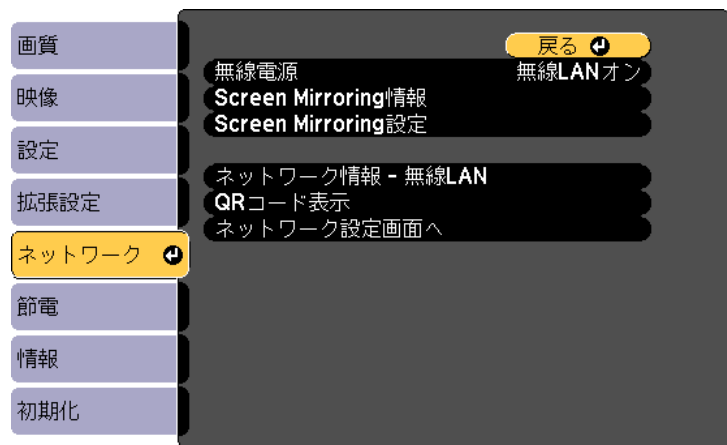 画質
映像
設定
拡張設定
ネットワーク
節電
情報
初期化
戻る
無線電源 無線LANオン
Screen Mirroring情報
Screen Mirroring設定
ネットワーク情報 - 無線LAN
QRコード表示
ネットワーク設定画面へ